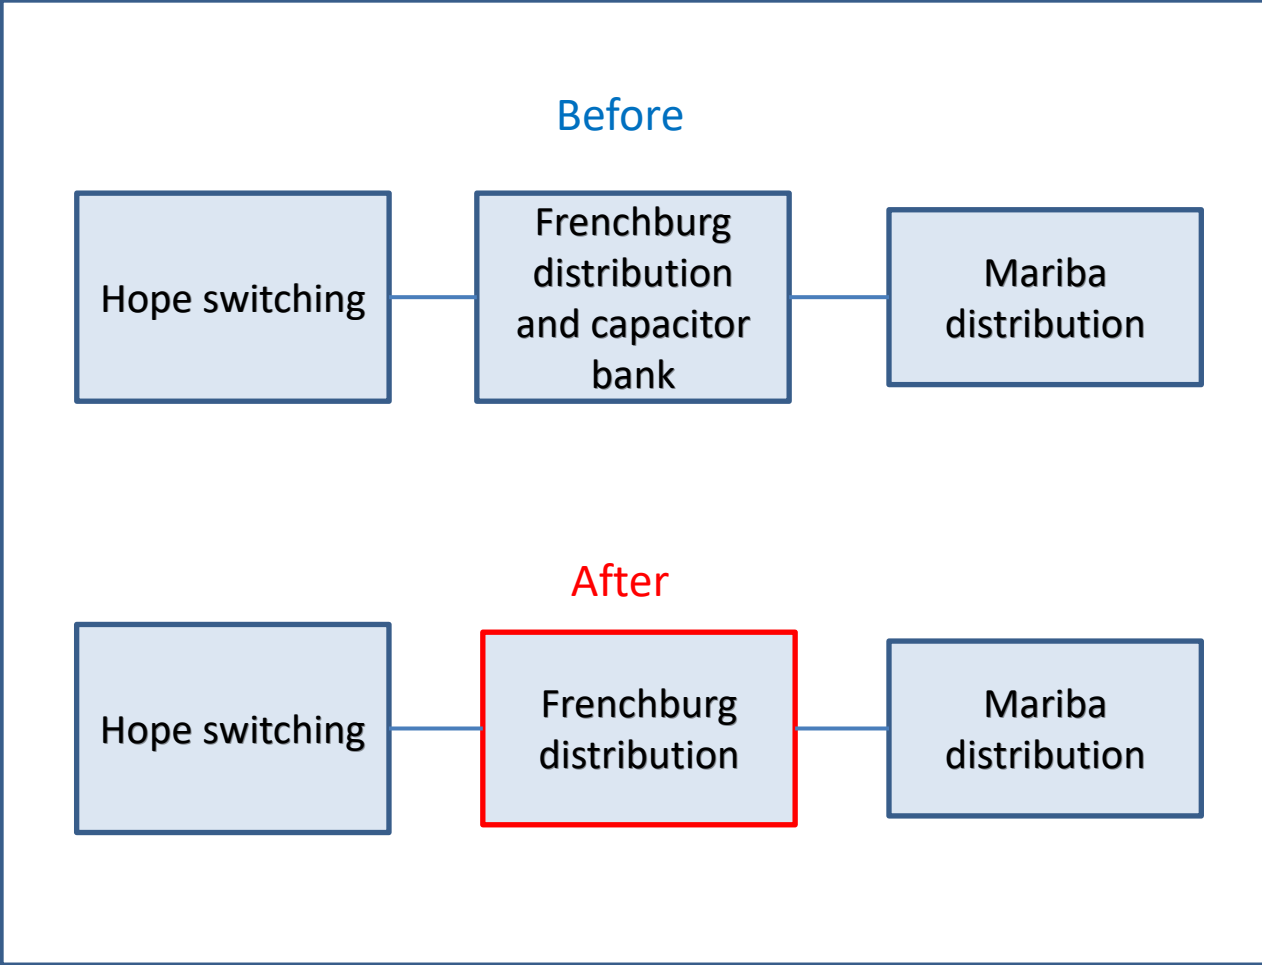 Before
Hope switching
Frenchburg
distribution
and capacitor
bank
Mariba
distribution
After
Hope switching
Frenchburg
distribution
Mariba
distribution